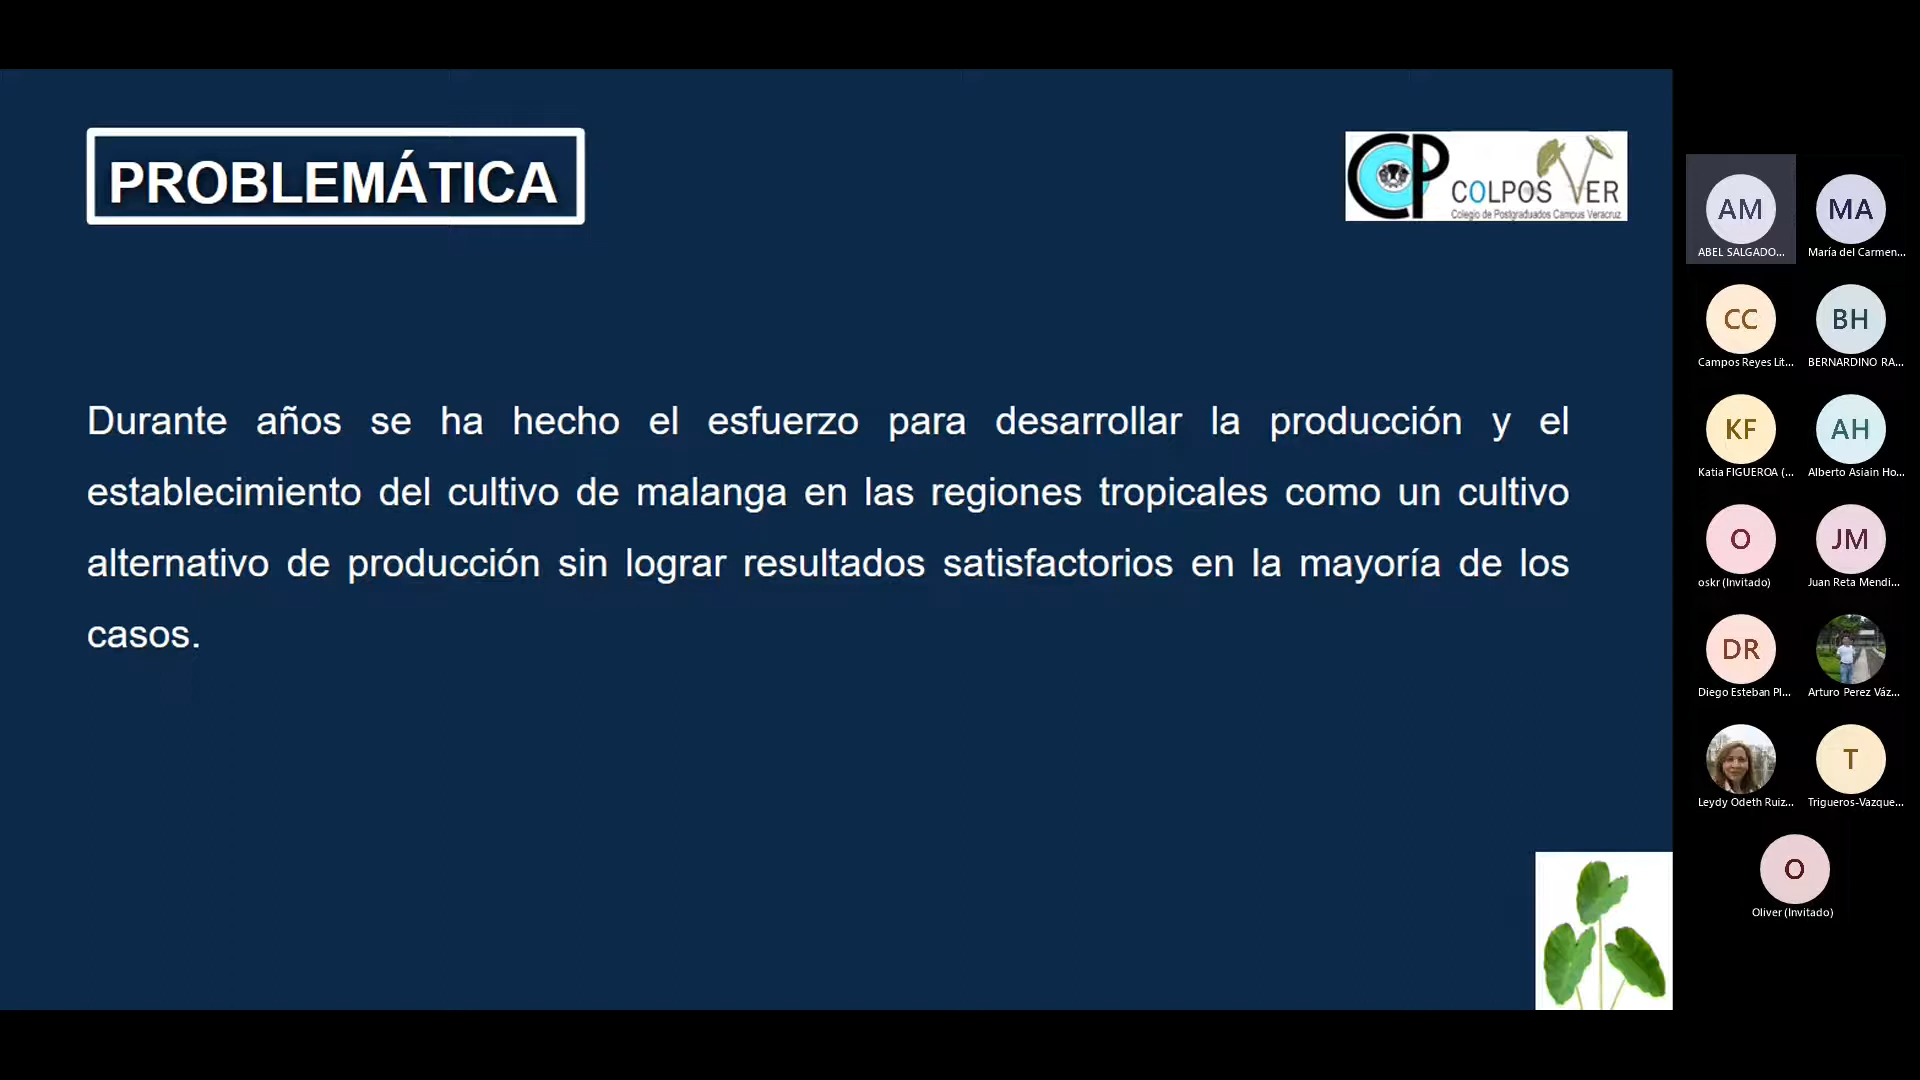 PROBLEMÁTICA
CP
COLPOS VER
Colegio de Postgraduados Campus Veracruz
Durante años se ha hecho el esfuerzo para desarrollar la producción y el
establecimiento del cultivo de malanga en las regiones tropicales como un cultivo
alternativo de producción sin lograr resultados satisfactorios en la mayoría de los
casos.
AM
ABEL SALGADO...
MA
María del Carmen...
CC
Campos Reyes Lit...
BH
BERNARDINO RA...
KF
Katia FIGUEROA (...
AH
Alberto Asiain Ho...
O
oskr (Invitado)
JM
Juan Reta Mendi...
DR
Diego Esteban Pl...
Arturo Perez Váz...
Leydy Odeth Ruiz...
T
Trigueros-Vazque...
O
Oliver (Invitado)